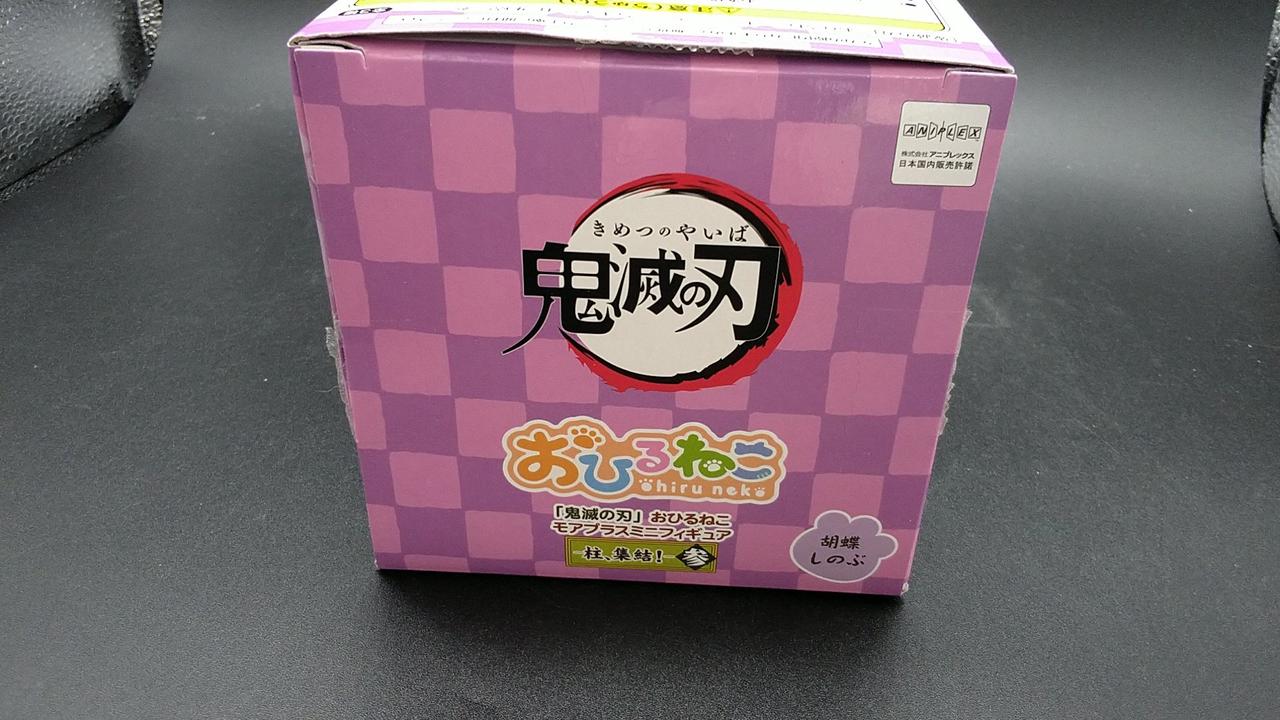 ANIPLEX
株式会社 アニプレックス
日本国内販売許諾
きめつのやいば
鬼滅の刃
おひるねこ
ohiru neko
「鬼滅の刃」おひるねこ
モアプラスミニフィギュア
柱、集結! 参
胡蝶
しのぶ